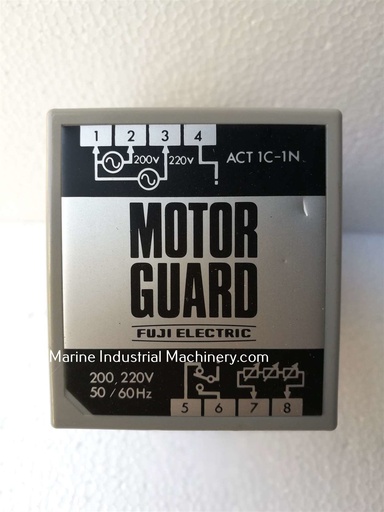 1 2 3 4
200V 220V
ACT 1C-1N
MOTOR
GUARD
FUJI ELECTRIC
Marine Industrial Machinery.com
200, 220V
50/60Hz
5 6 7 8